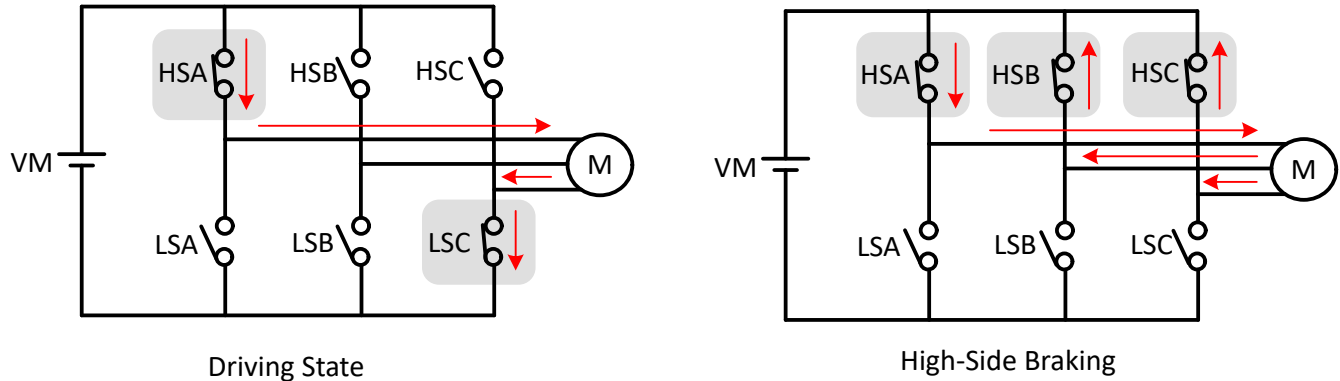 HSA
HSB
HSC
VM
M
LSA
LSB
LSC
Driving State
HSA
HSB
HSC
VM
M
LSA
LSB
LSC
High-Side Braking